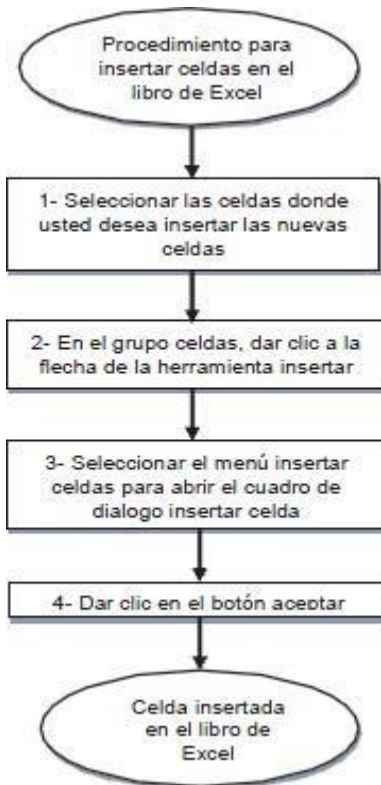 Procedimiento para
insertar celdas en el
libro de Excel
1- Seleccionar las celdas donde
usted desea insertar las nuevas
celdas
2- En el grupo celdas, dar clic a la
flecha de la herramienta insertar
3- Seleccionar el menú insertar
celdas para abrir el cuadro de
dialogo insertar celda
4- Dar clic en el botón aceptar
Celda insertada
en el libro de
Excel